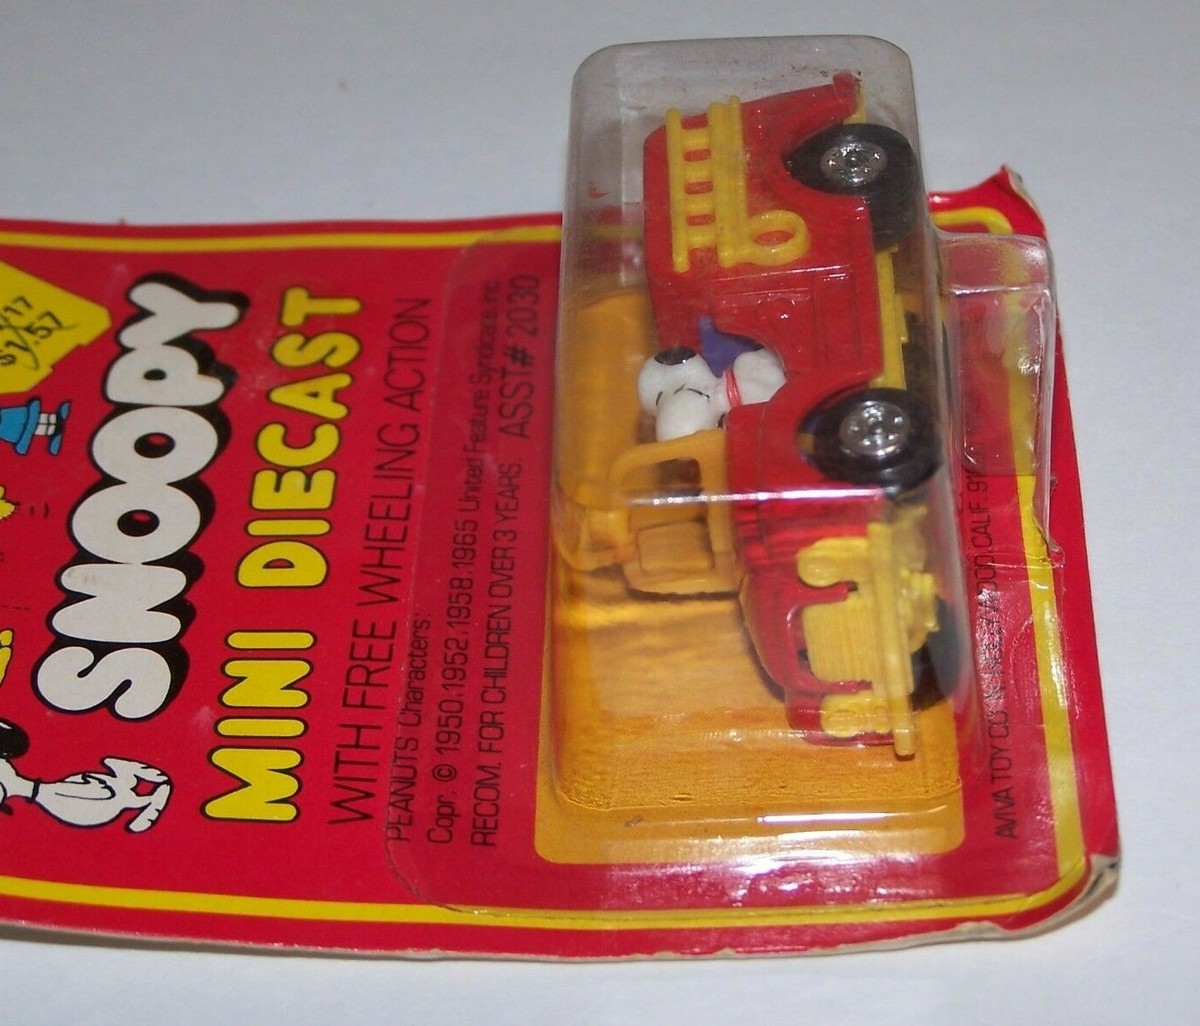 SNOOPY
MINI DIECAST
WITH FREE WHEELING ACTION
PEANUTS Characters:
Copr. © 1950.1952.1958.1965 United Feature Syndicate.Inc.
RECOM. FOR CHILDREN OVER 3 YEARS ASST# 2030
AVIVA TOY CO. CALIF.